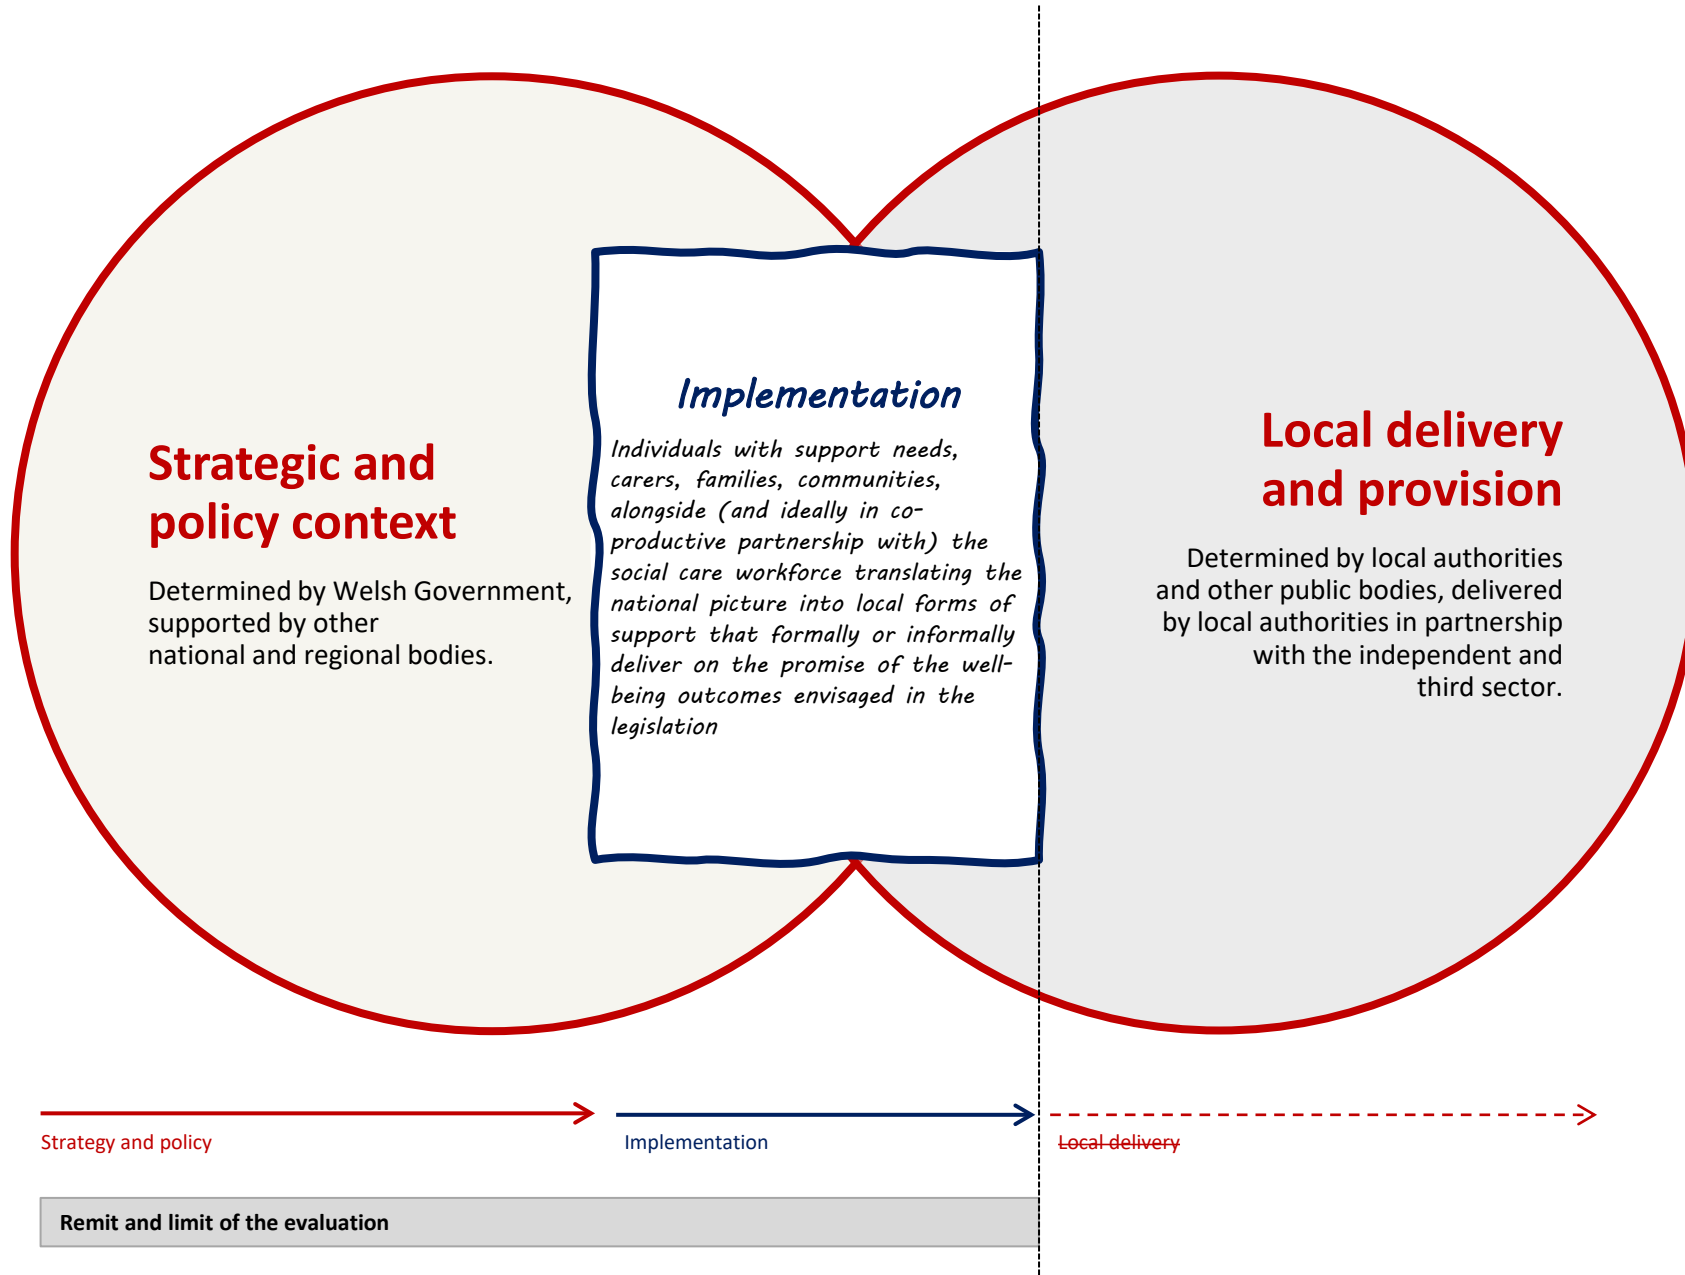 Strategic and
policy context
Determined by Welsh Government,
supported by other
national and regional bodies.
Implementation
Individuals with support needs,
carers, families, communities,
alongside (and ideally in co-
productive partnership with) the
social care workforce translating the
national picture into local forms of
support that formally or informally
deliver on the promise of the well-
being outcomes envisaged in the
legislation
Local delivery
and provision
Determined by local authorities
and other public bodies, delivered
by local authorities in partnership
with the independent and
third sector.
Strategy and policy
Implementation
Local delivery
Remit and limit of the evaluation